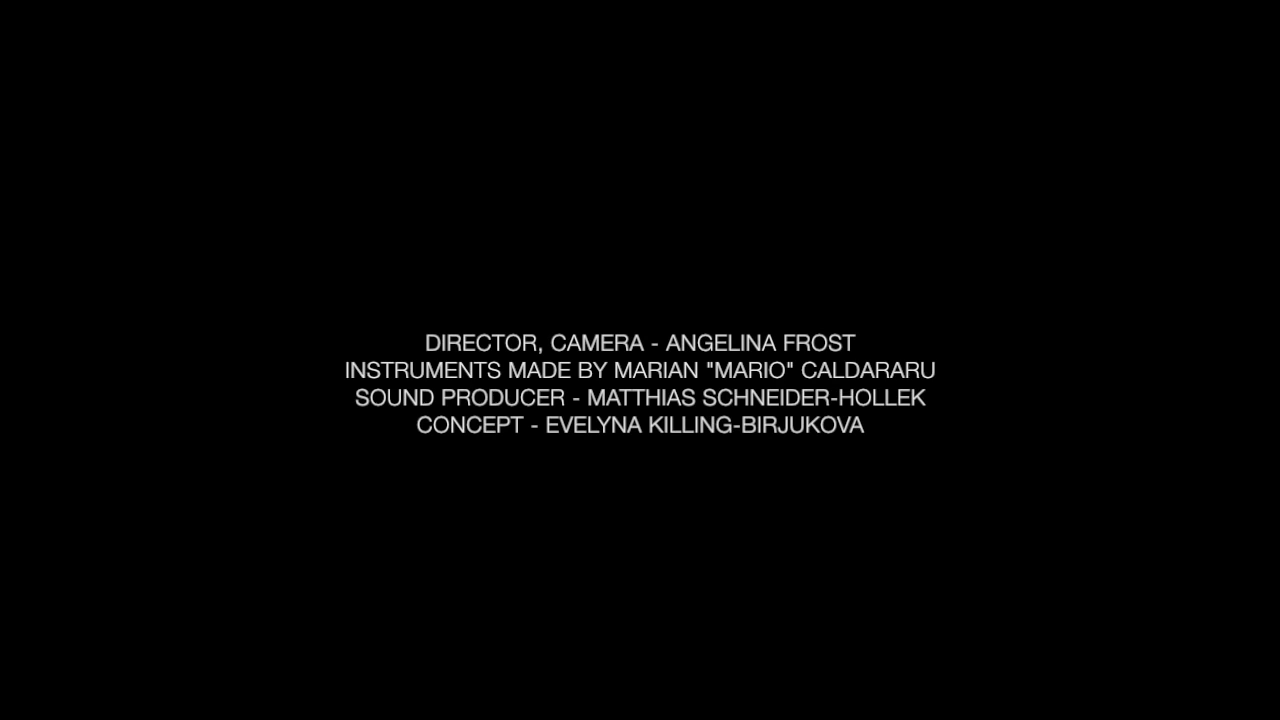 DIRECTOR, CAMERA - ANGELINA FROST
INSTRUMENTS MADE BY MARIAN "MARIO" CALDARARU
SOUND PRODUCER - MATTHIAS SCHNEIDER-HOLLEK
CONCEPT - EVELYNA KILLING-BIRJUKOVA